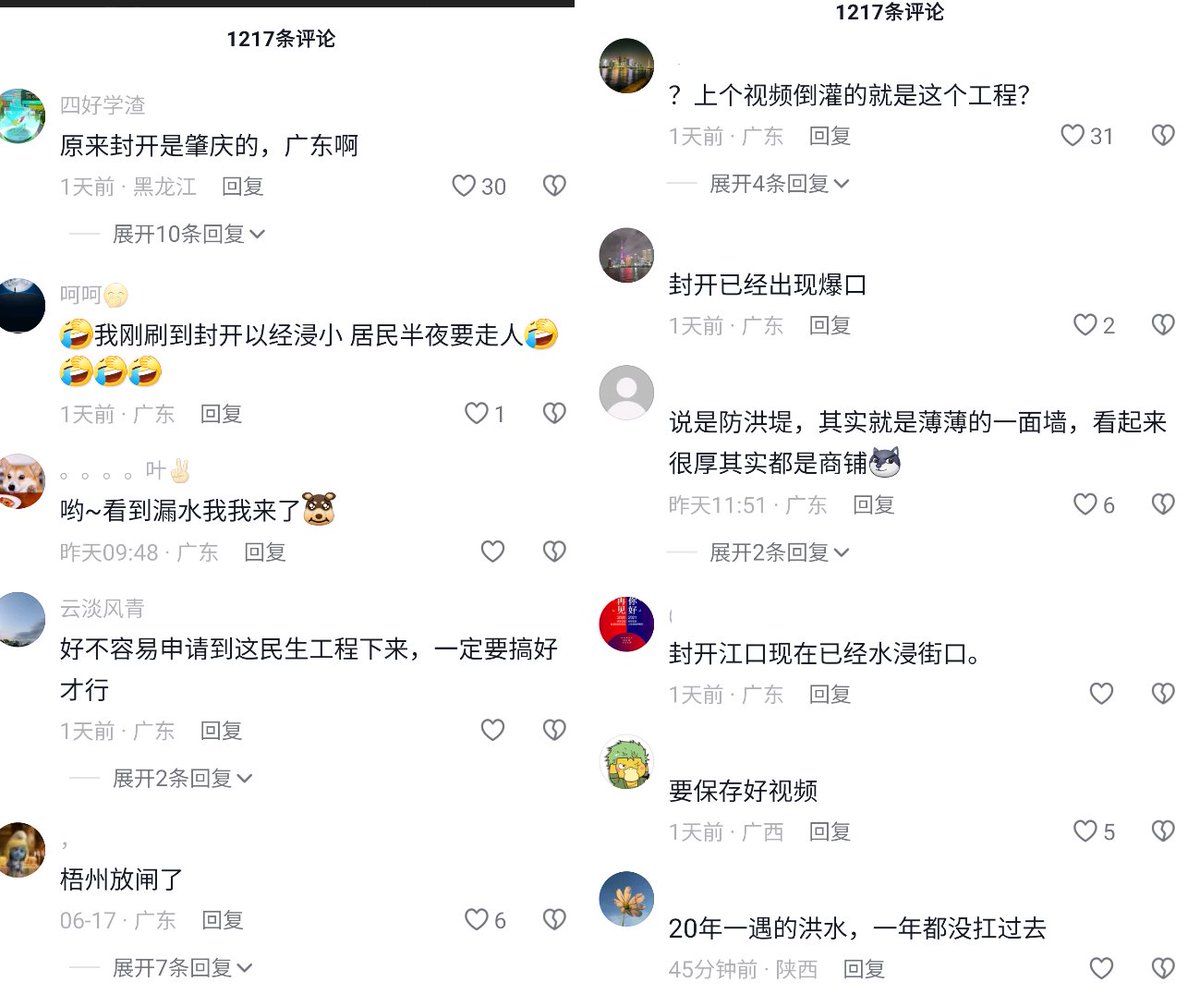 1217条评论
四好学渣
原来封开是肇庆的，广东啊
1天前 · 黑龙江 回复
30
展开10条回复
呵呵🤭
🤣我刚刷到封开以经浸小 居民半夜要走人🤣
🤣🤣🤣
1天前 · 广东 回复
1
。。。。叶✌🏻
哟~看到漏水我我来了
昨天09:48 · 广东 回复
云淡风青
好不容易申请到这民生工程下来，一定要搞好
才行
1天前 · 广东 回复
展开2条回复
，
梧州放闸了
06-17 · 广东 回复
6
展开7条回复
1217条评论
？上个视频倒灌的就是这个工程？
1天前 · 广东 回复
31
展开4条回复
封开已经出现爆口
1天前 · 广东 回复
2
说是防洪堤，其实就是薄薄的一面墙，看起来
很厚其实都是商铺
昨天11:51 · 广东 回复
6
展开2条回复
再 你
见 好
封开江口现在已经水浸街口。
1天前 · 广东 回复
要保存好视频
1天前 · 广西 回复
5
20年一遇的洪水，一年都没扛过去
45分钟前 · 陕西 回复